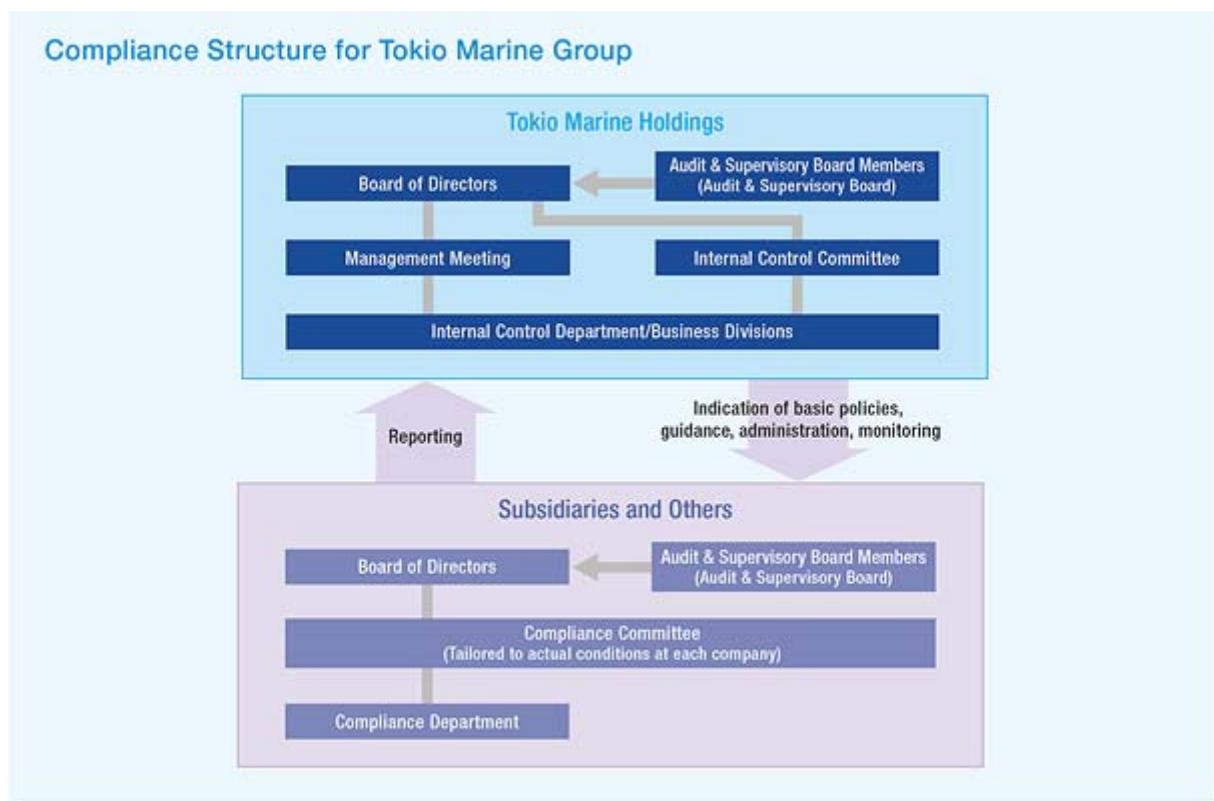 Compliance Structure for Tokio Marine Group
Tokio Marine Holdings
Board of Directors
Audit & Supervisory Board Members
(Audit & Supervisory Board)
Management Meeting
Internal Control Committee
Internal Control Department/Business Divisions
Reporting
Indication of basic policies,
guidance, administration, monitoring
Subsidiaries and Others
Board of Directors
Audit & Supervisory Board Members
(Audit & Supervisory Board)
Compliance Committee
(Tailored to actual conditions at each company)
Compliance Department